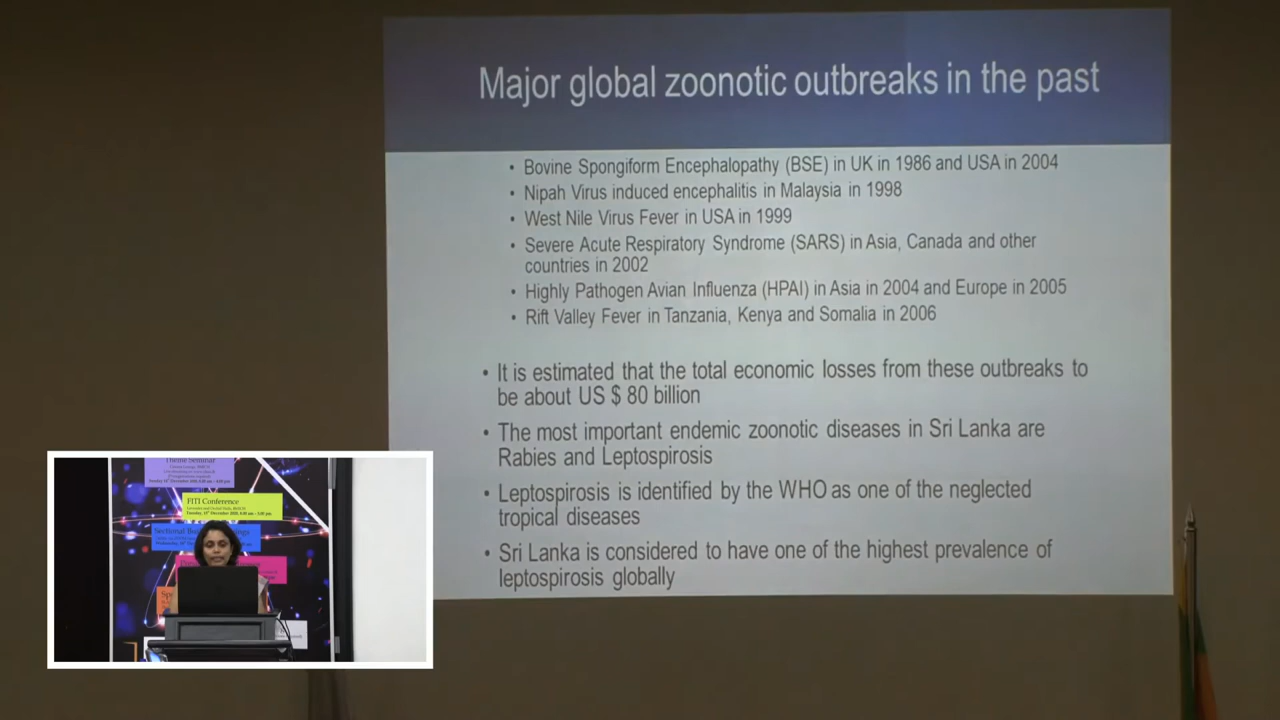 Major global zoonotic outbreaks in the past
• Bovine Spongiform Encephalopathy (BSE) in UK in 1986 and USA in 2004
• Nipah Virus induced encephalitis in Malaysia in 1998
• West Nile Virus Fever in USA in 1999
• Severe Acute Respiratory Syndrome (SARS) in Asia, Canada and other
countries in 2002
• Highly Pathogen Avian Influenza (HPAI) in Asia in 2004 and Europe in 2005
• Rift Valley Fever in Tanzania, Kenya and Somalia in 2006
• It is estimated that the total economic losses from these outbreaks to
be about US $ 80 billion
• The most important endemic zoonotic diseases in Sri Lanka are
Rabies and Leptospirosis
• Leptospirosis is identified by the WHO as one of the neglected
tropical diseases
• Sri Lanka is considered to have one of the highest prevalence of
leptospirosis globally
Theme Seminar
FITI Conference
Sectional